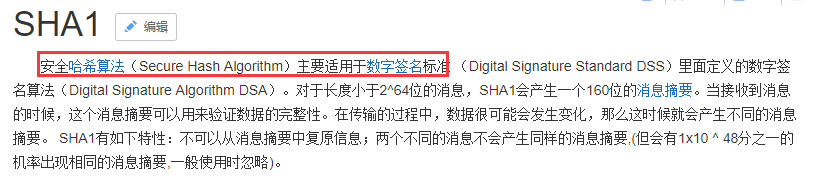 SHA1 编辑
安全哈希算法（Secure Hash Algorithm）主要适用于数字签名标准 （Digital Signature Standard DSS）里面定义的数字签
名算法（Digital Signature Algorithm DSA）。对于长度小于2^64位的消息，SHA1会产生一个160位的消息摘要。当接收到消息
的时候，这个消息摘要可以用来验证数据的完整性。在传输的过程中，数据很可能会发生变化，那么这时候就会产生不同的消息
摘要。 SHA1有如下特性：不可以从消息摘要中复原信息；两个不同的消息不会产生同样的消息摘要,(但会有1x10 ^ 48分之一的
机率出现相同的消息摘要,一般使用时忽略)。